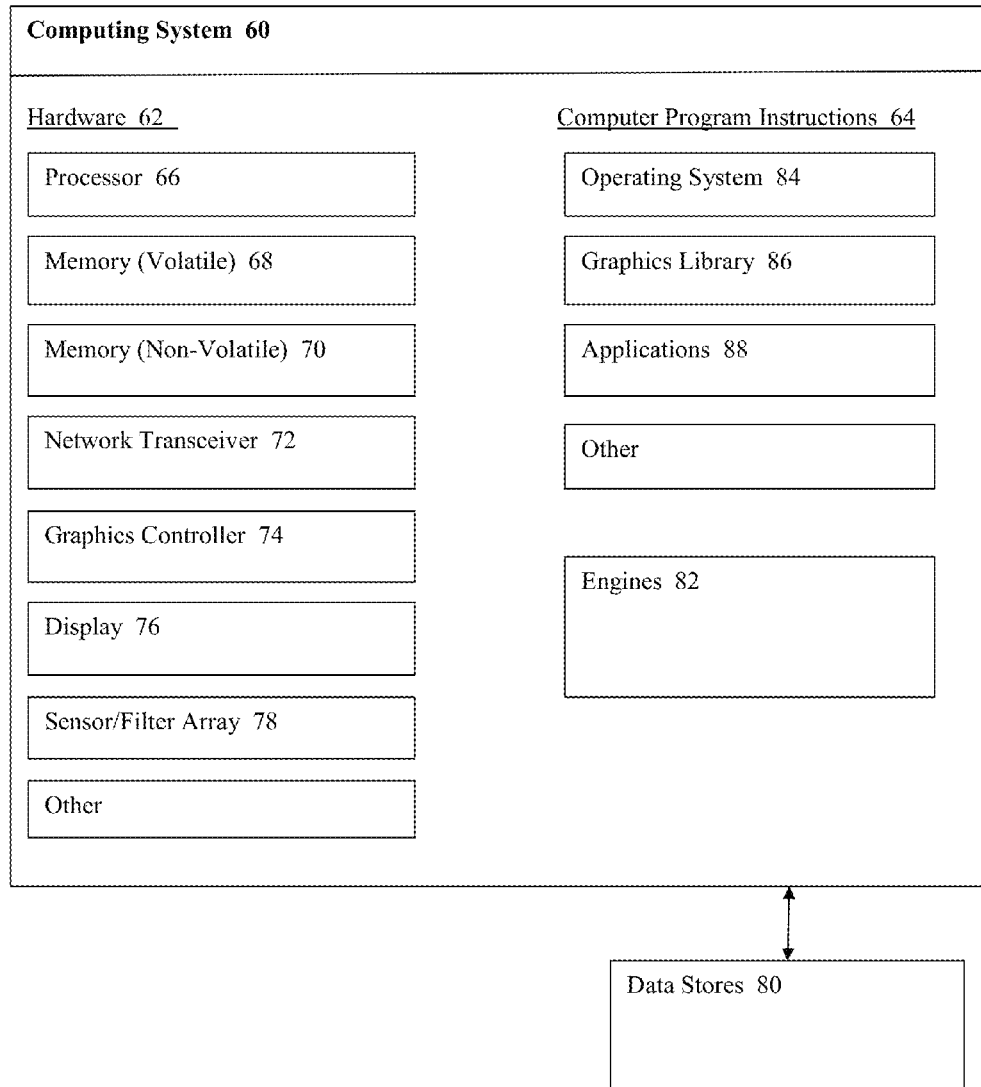 Computing System 60
Hardware 62
Processor 66
Memory (Volatile) 68
Memory (Non-Volatile) 70
Network Transceiver 72
Graphics Controller 74
Display 76
Sensor/Filter Array 78
Other
Computer Program Instructions 64
Operating System 84
Graphics Library 86
Applications 88
Other
Engines 82
Data Stores 80